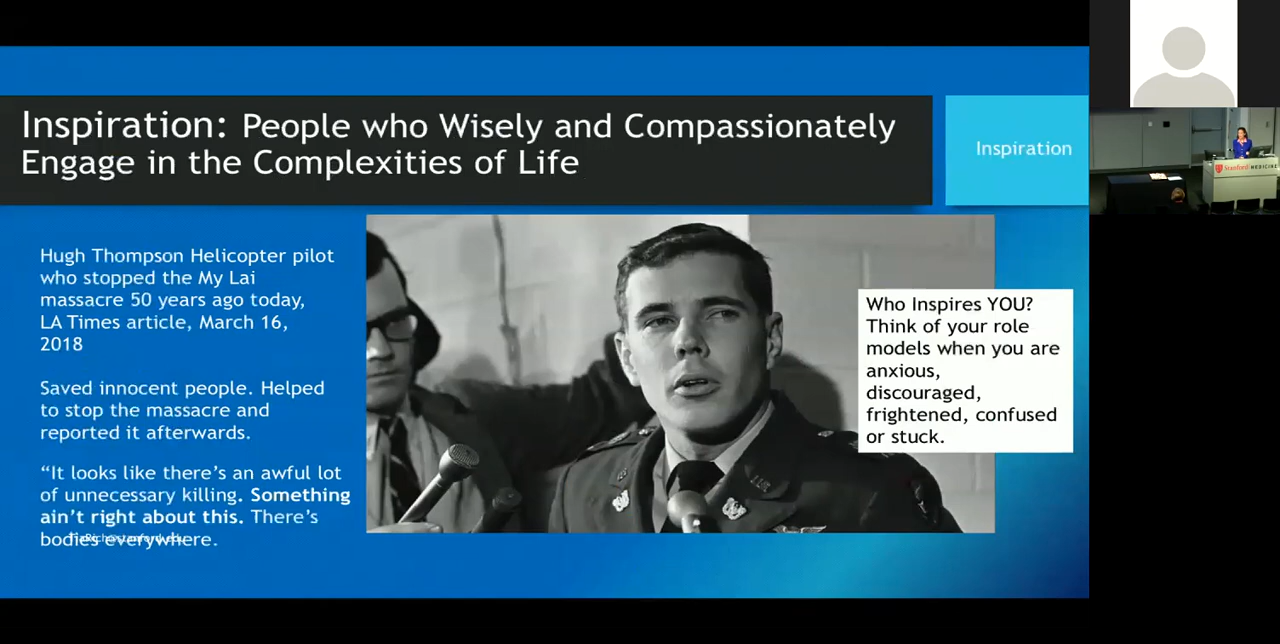 Inspiration: People who Wisely and Compassionately
Engage in the Complexities of Life
Inspiration
Hugh Thompson Helicopter pilot
who stopped the My Lai
massacre 50 years ago today,
LA Times article, March 16,
2018
Saved innocent people. Helped
to stop the massacre and
reported it afterwards.
“It looks like there’s an awful lot
of unnecessary killing. Something
ain’t right about this. There’s
bodies everywhere.
Who Inspires YOU?
Think of your role
models when you are
anxious,
discouraged,
frightened, confused
or stuck.
Stanford MEDICINE